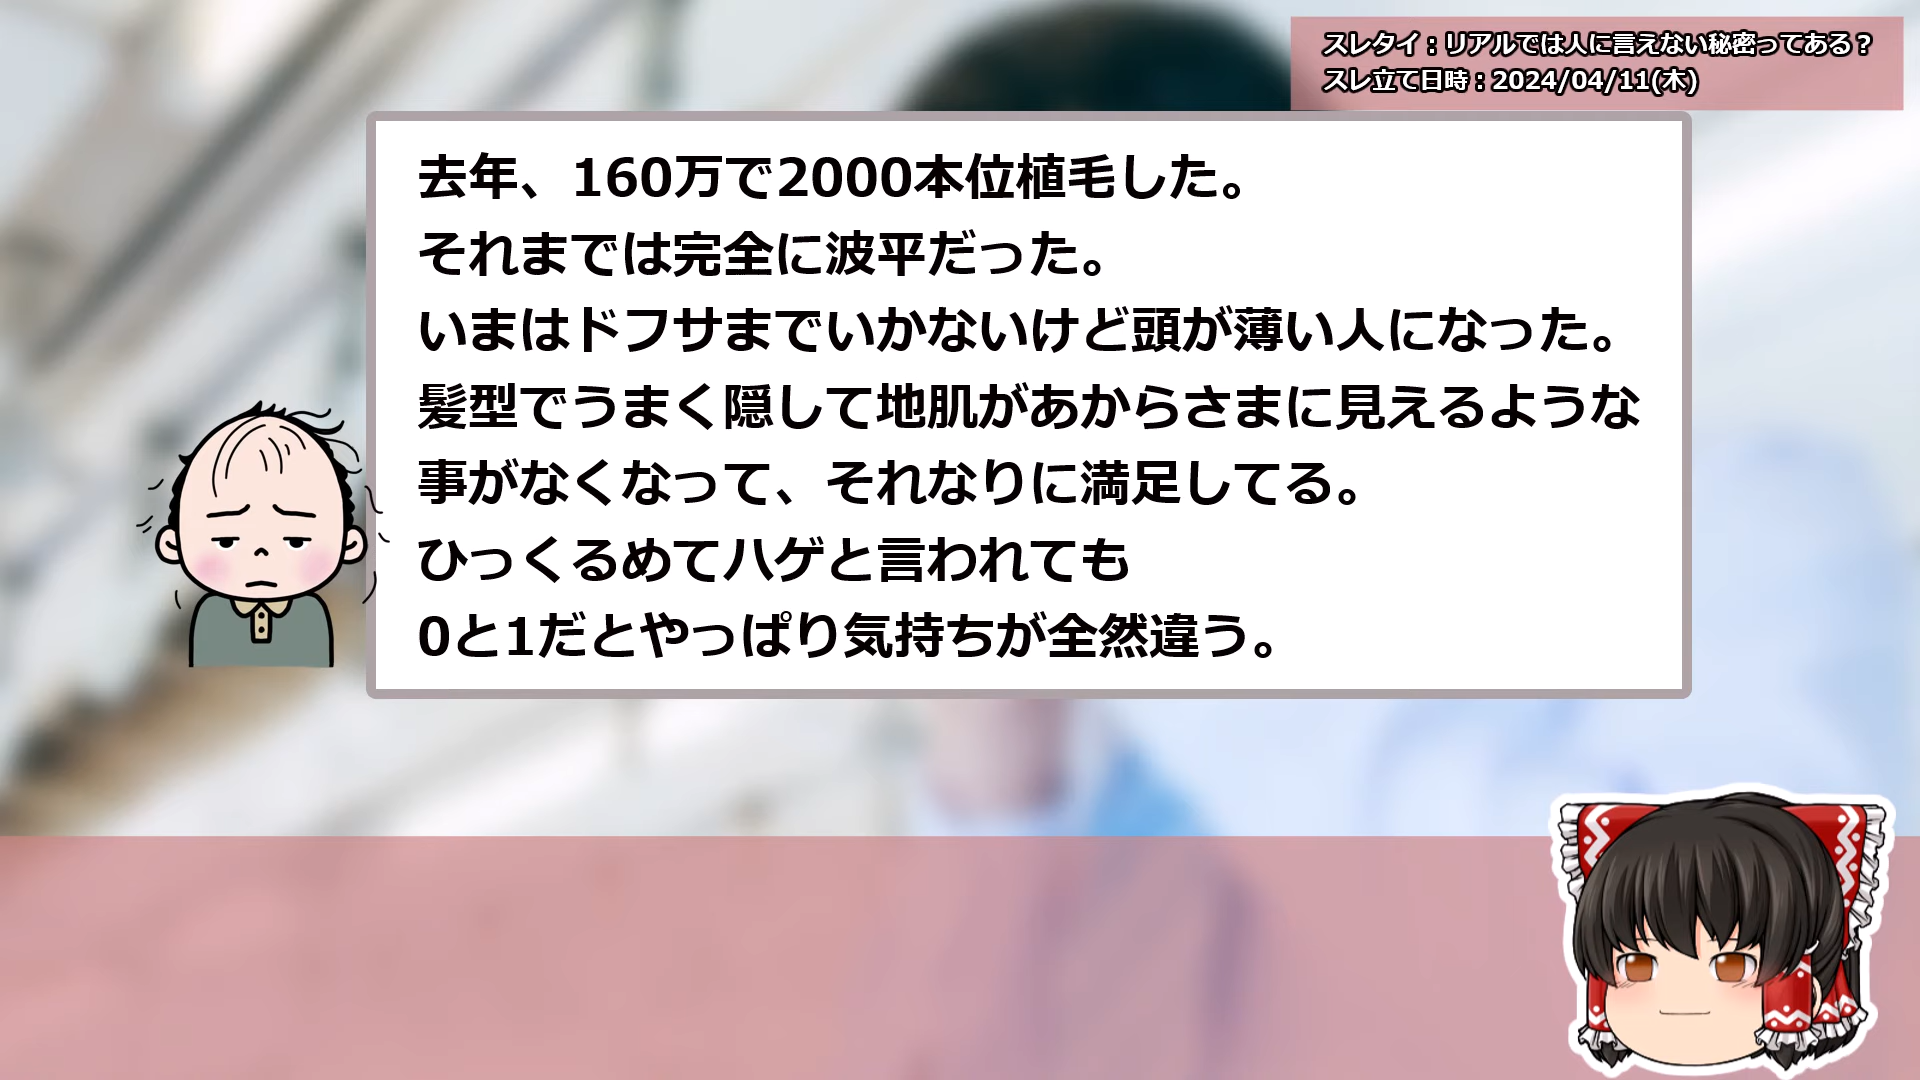 スレタイ：リアルでは人に言えない秘密ってある？
スレ立て日時：2024/04/11(木)
去年、160万で2000本位植毛した。
それまでは完全に波平だった。
いまはドフサまでいかないけど頭が薄い人になった。
髪型でうまく隠して地肌があからさまに見えるような
事がなくなって、それなりに満足してる。
ひっくるめてハゲと言われても
0と1だとやっぱり気持ちが全然違う。